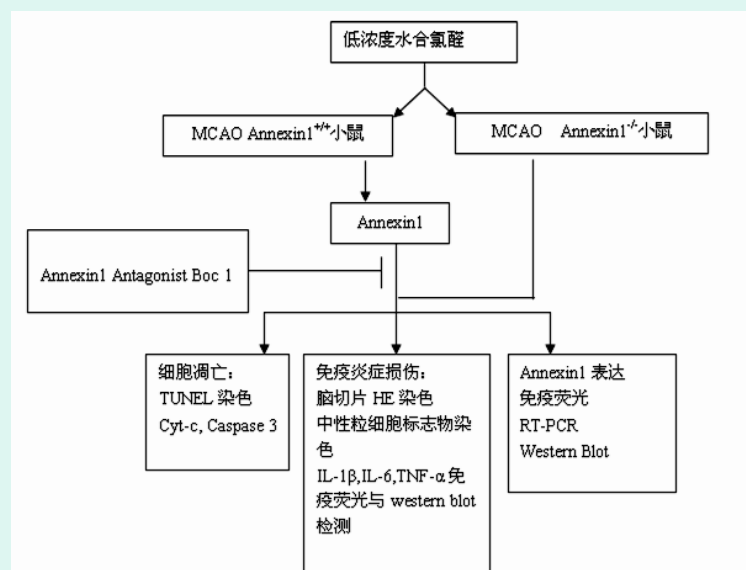 低浓度水合氯醛
MCAO Annexin1+/+小鼠
MCAO Annexin1-/-小鼠
Annexin1
Annexin1 Antagonist Boc 1
细胞凋亡：
TUNEL 染色
Cyt-c, Caspase 3
免疫炎症损伤：
脑切片 HE 染色
中性粒细胞标志物染
色
IL-1β,IL-6,TNF-α免
疫荧光与 western blot
检测
Annexin1 表达
免疫荧光
RT-PCR
Western Blot